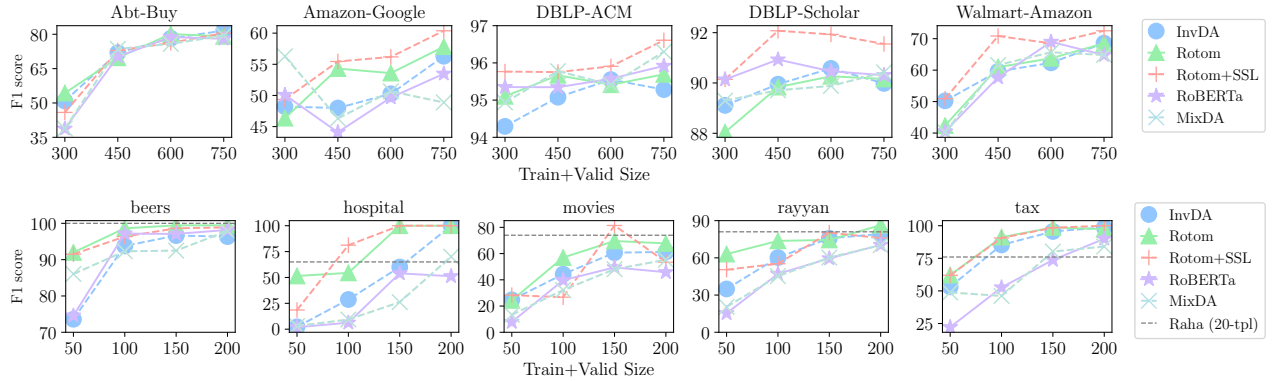 Abt-Buy
Amazon-Google
DBLP-ACM
DBLP-Scholar
Walmart-Amazon
F1 score
80
65
50
35
300 450 600 750
60
55
50
45
300 450 600 750
97
96
95
94
300 450 600 750
92
90
88
300 450 600 750
70
60
50
40
300 450 600 750
Train+Valid Size
InvDA
Rotom
Rotom+SSL
RoBERTa
MixDA
beers
hospital
movies
rayyan
tax
F1 score
100
90
80
70
50 100 150 200
100
75
50
25
0
50 100 150 200
80
60
40
20
0
50 100 150 200
90
60
30
0
50 100 150 200
100
75
50
25
50 100 150 200
Train+Valid Size
InvDA
Rotom
Rotom+SSL
RoBERTa
MixDA
Raha (20-tpl)